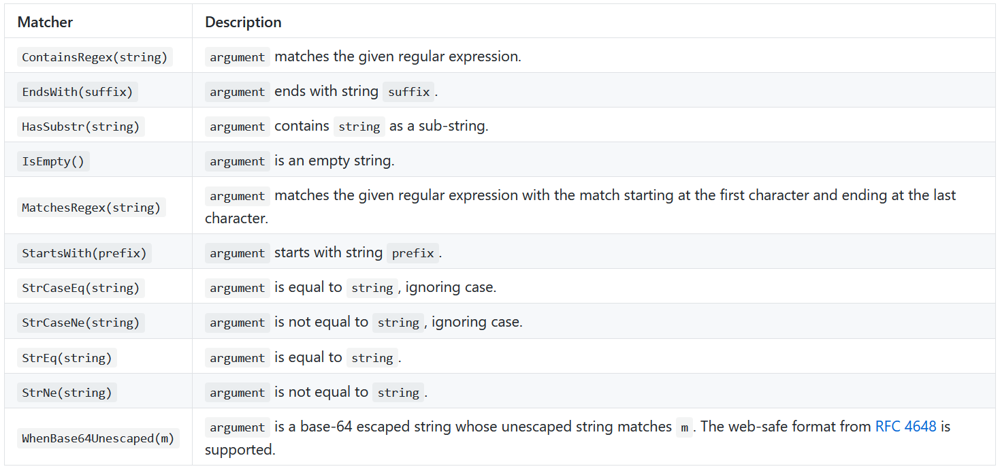 Matcher Description
ContainsRegex(string) argument matches the given regular expression.
EndsWith(suffix) argument ends with string suffix.
HasSubstr(string) argument contains string as a sub-string.
IsEmpty() argument is an empty string.
MatchesRegex(string) argument matches the given regular expression with the match starting at the first character and ending at the last
character.
StartsWith(prefix) argument starts with string prefix.
StrCaseEq(string) argument is equal to string, ignoring case.
StrCaseNe(string) argument is not equal to string, ignoring case.
StrEq(string) argument is equal to string.
StrNe(string) argument is not equal to string.
WhenBase64Unescaped(m) argument is a base-64 escaped string whose unescaped string matches m. The web-safe format from RFC 4648 is
supported.